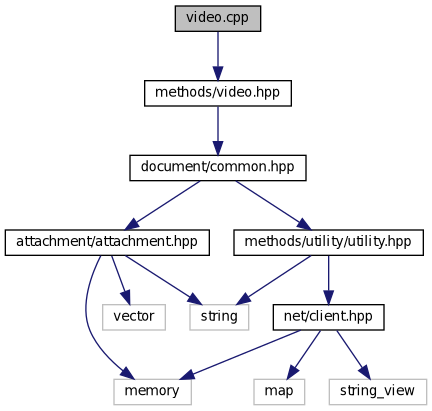 video.cpp
methods/video.hpp
document/common.hpp
attachment/attachment.hpp
methods/utility/utility.hpp
vector
string
net/client.hpp
memory
map
string_view